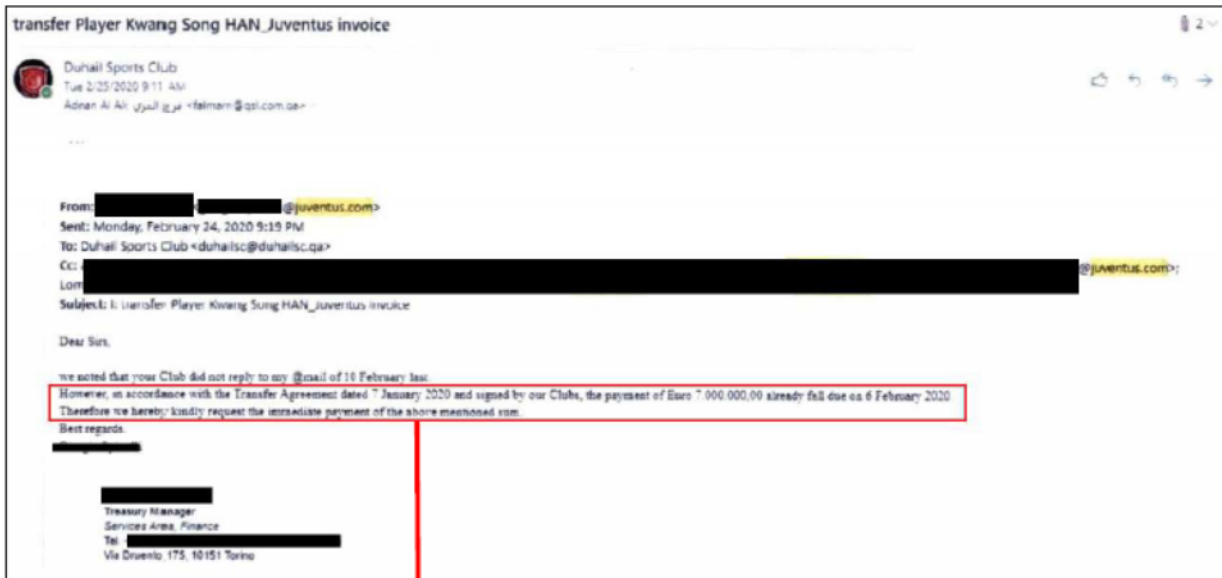 transfer Player Kwang Song HAN_Juventus invoice
2
Duhail Sports Club
Tue 2/25/2020 9:11 AM
Adnan Al Ali; فرج المري <falmarri@qsl.com.qa>
...
From: @juventus.com>
Sent: Monday, February 24, 2020 9:19 PM
To: Duhail Sports Club <duhailsc@duhailsc.qa>
Cc: @juventus.com>;
Lom
Subject: I: transfer Player Kwang Song HAN_Juventus invoice
Dear Sirs,
we noted that your Club did not reply to my @mail of 10 February last.
However, in accordance with the Transfer Agreement dated 7 January 2020 and signed by our Clubs, the payment of Euro 7.000.000,00 already fall due on 6 February 2020
Therefore we hereby kindly request the immediate payment of the above mentioned sum.
Best regards.
Treasury Manager
Services Area, Finance
Tel.
Via Druento, 175, 10151 Torino